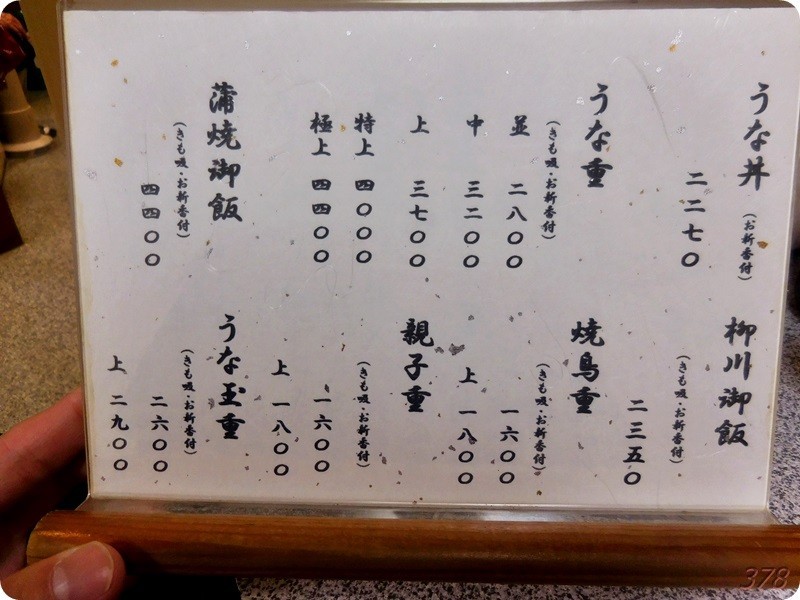 うな丼
(お新香付)
二二七〇
うな重
(きも吸・お新香付)
並 二八〇〇
中 三二〇〇
上 三七〇〇
特上 四〇〇〇
極上 四四〇〇
蒲焼御飯
(きも吸・お新香付)
四四〇〇
柳川御飯
(きも吸・お新香付)
二三五〇
焼鳥重
(きも吸・お新香付)
一六〇〇
上 一八〇〇
親子重
(きも吸・お新香付)
一六〇〇
上 一八〇〇
うな玉重
(きも吸・お新香付)
二六〇〇
上 二九〇〇
378